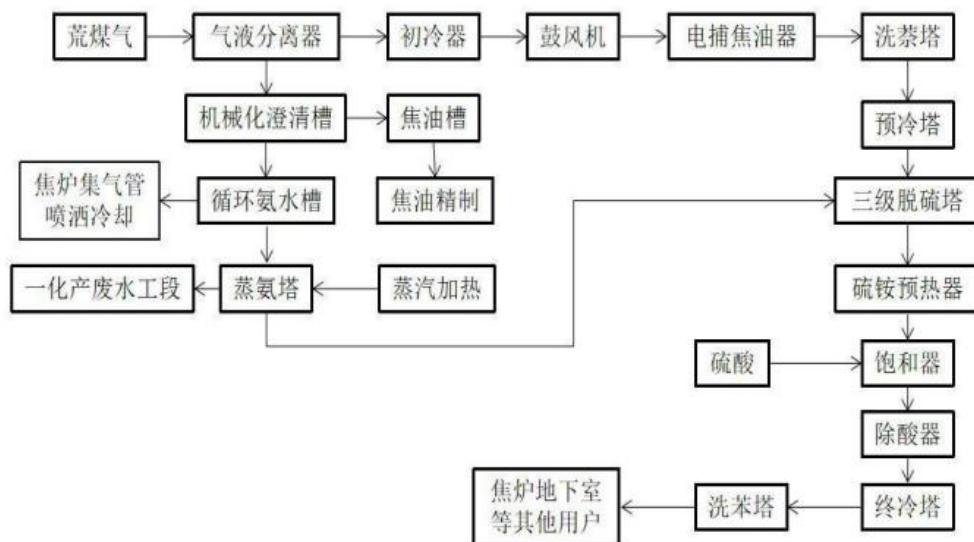 荒煤气
气液分离器
初冷器
鼓风机
电捕焦油器
洗萘塔
机械化澄清槽
焦油槽
预冷塔
焦炉集气管
喷洒冷却
循环氨水槽
焦油精制
三级脱硫塔
一化产废水工段
蒸氨塔
蒸汽加热
硫铵预热器
硫酸
饱和器
除酸器
焦炉地下室
等其他用户
洗苯塔
终冷塔